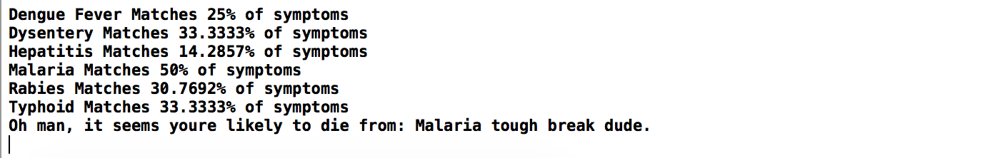 Dengue Fever Matches 25% of symptoms
Dysentery Matches 33.3333% of symptoms
Hepatitis Matches 14.2857% of symptoms
Malaria Matches 50% of symptoms
Rabies Matches 30.7692% of symptoms
Typhoid Matches 33.3333% of symptoms
Oh man, it seems youre likely to die from: Malaria tough break dude.